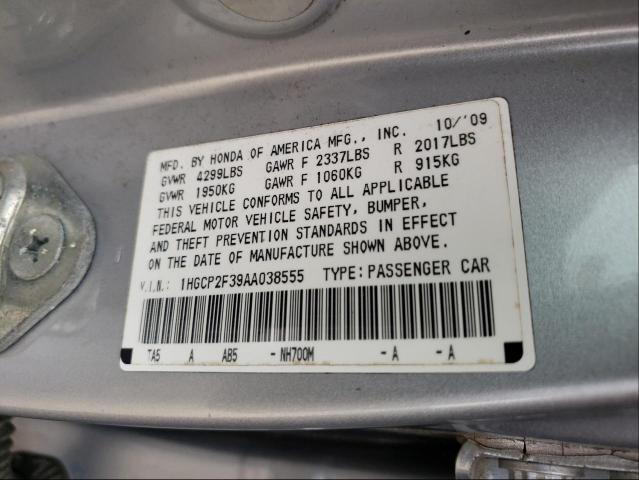 MFD. BY HONDA OF AMERICA MFG., INC. 10/'09
GVWR 4299LBS GAWR F 2337LBS R 2017LBS
GVWR 1950KG GAWR F 1060KG R 915KG
THIS VEHICLE CONFORMS TO ALL APPLICABLE
FEDERAL MOTOR VEHICLE SAFETY, BUMPER,
AND THEFT PREVENTION STANDARDS IN EFFECT
ON THE DATE OF MANUFACTURE SHOWN ABOVE.
V.I.N.: 1HGCP2F39AA038555 TYPE: PASSENGER CAR
TA5 A AB5 - NH700M - A - A